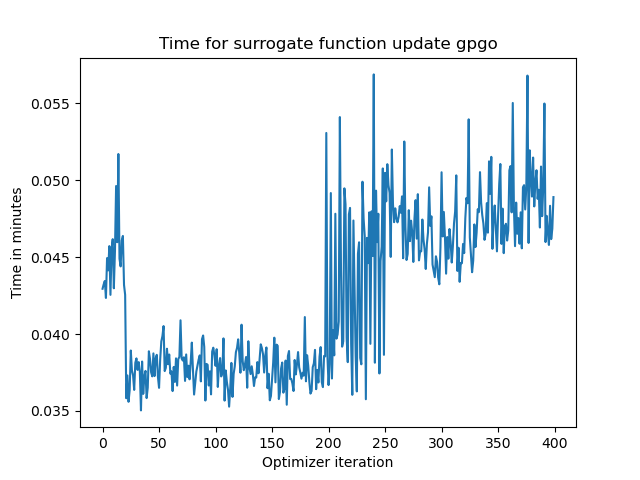 Time for surrogate function update gpgo
0.055
0.050
0.045
0.040
0.035
Time in minutes
0 50 100 150 200 250 300 350 400
Optimizer iteration